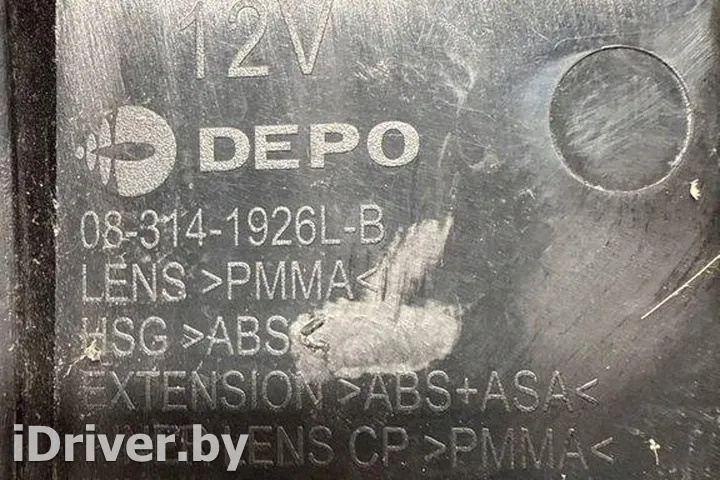 12V
DEPO
08-314-1926L-B
LENS >PMMA<
HSG >ABS<
EXTENSION >ABS+ASA<
LENS CP >PMMA<
iDriver.by